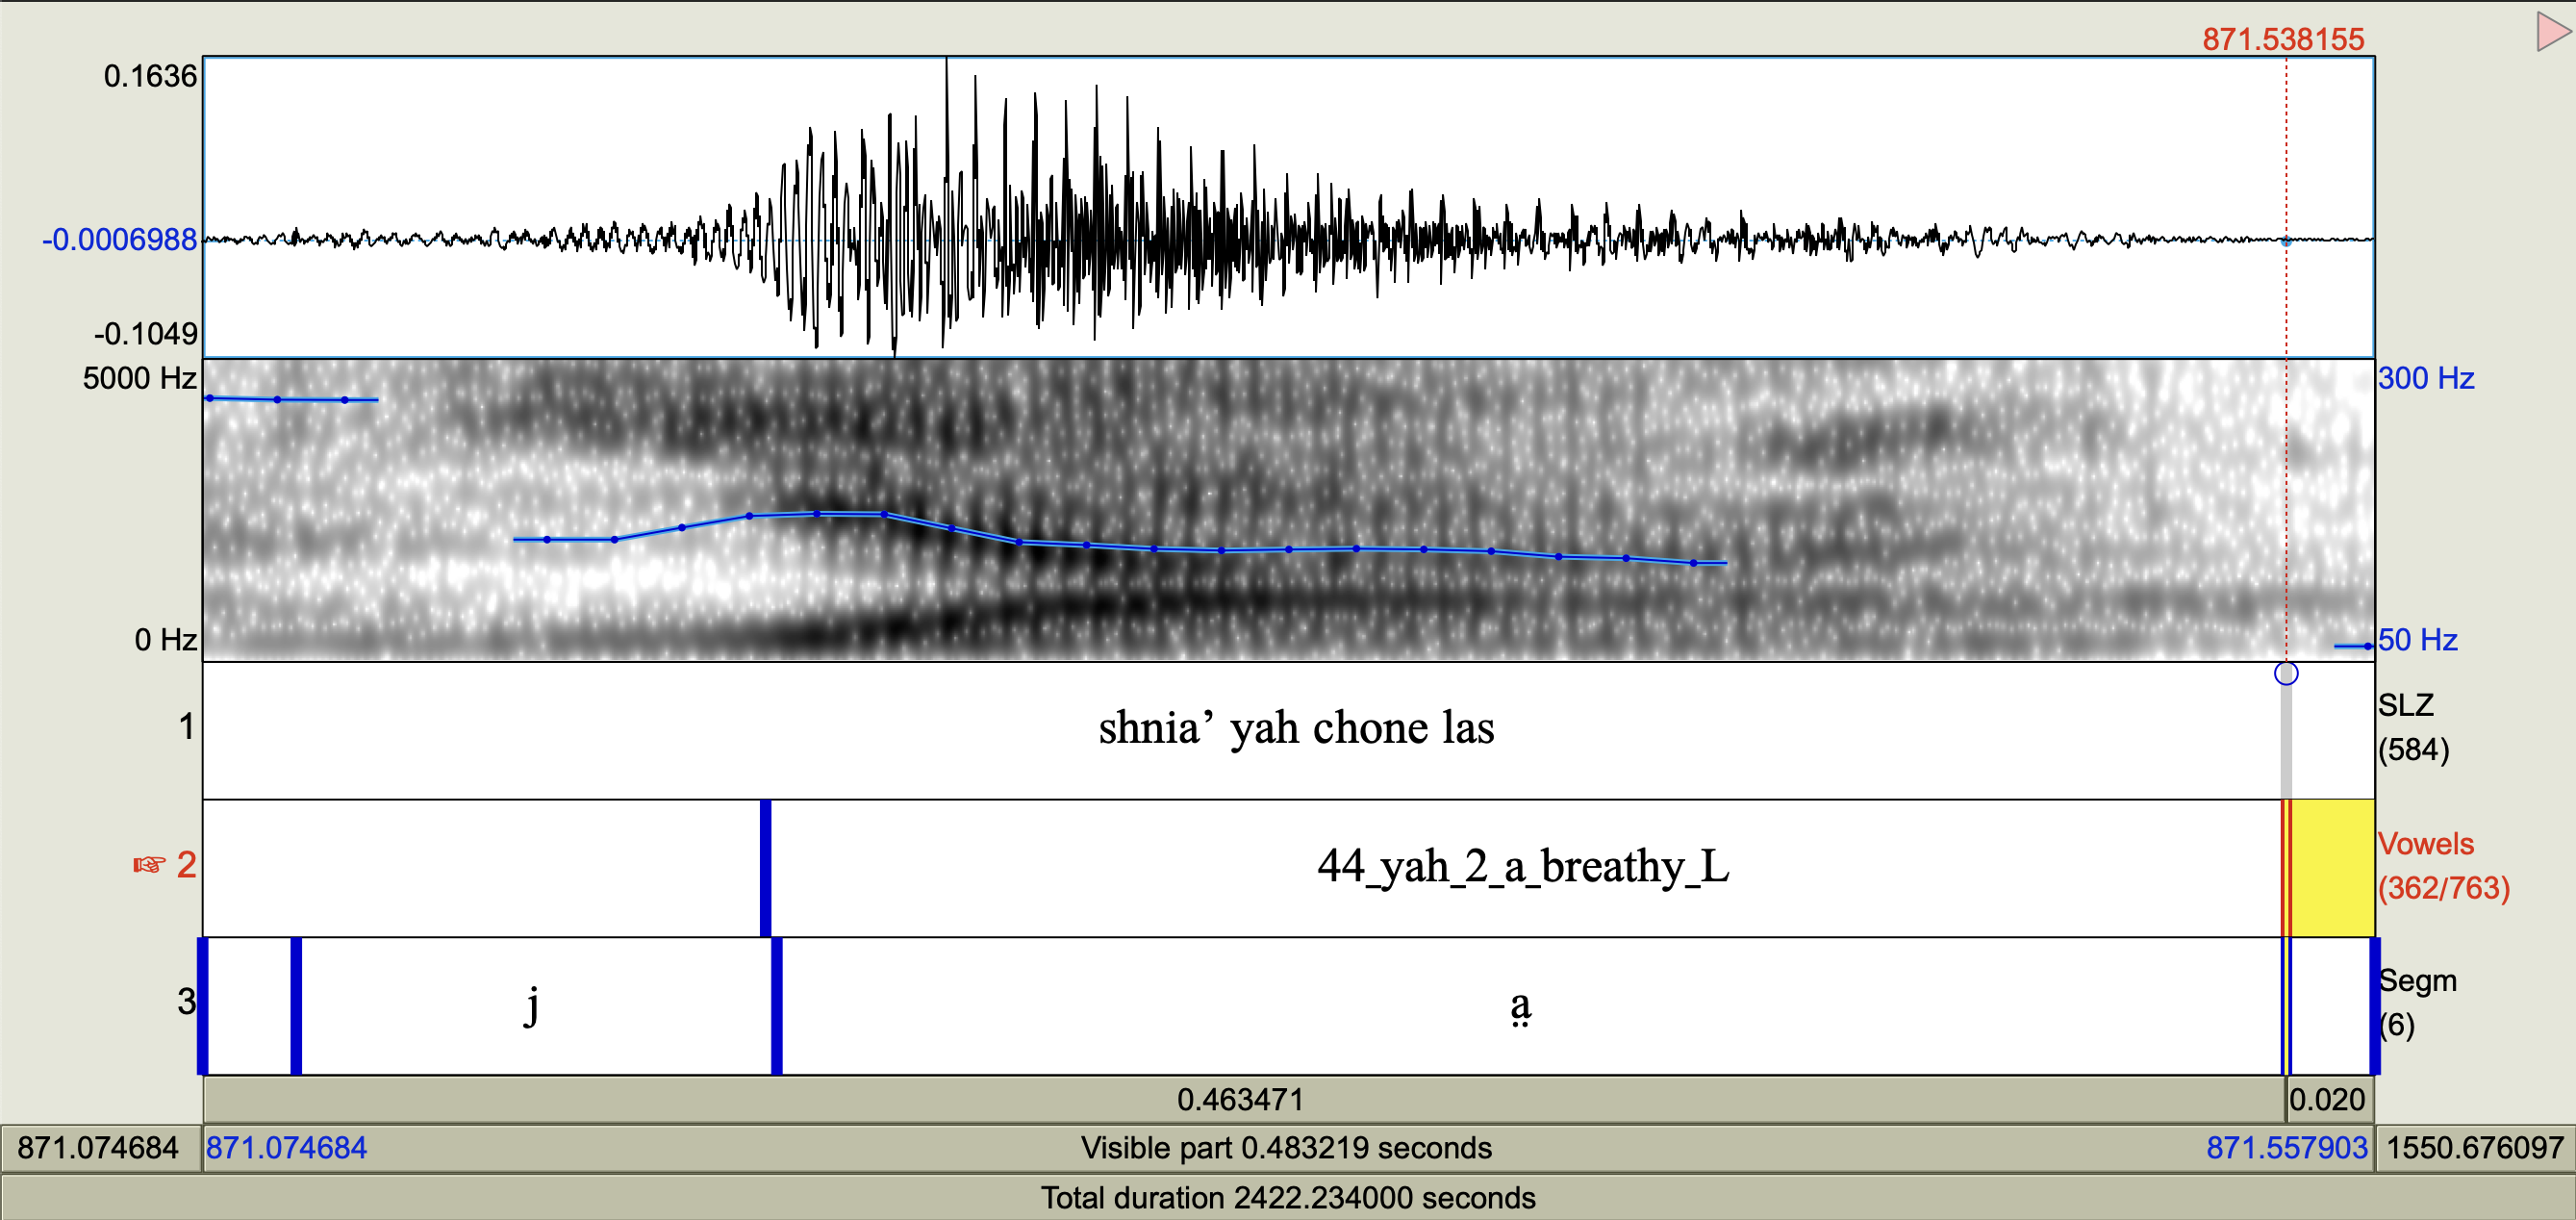 871.538155
0.1636
-0.0006988
-0.1049
5000 Hz
300 Hz
0 Hz
50 Hz
1
shnia’ yah chone las
SLZ
(584)
☞ 2
44_yah_2_a_breathy_L
Vowels
(362/763)
3
j
a̤
Segm
(6)
0.463471
0.020
871.074684
871.074684
Visible part 0.483219 seconds
871.557903
1550.676097
Total duration 2422.234000 seconds